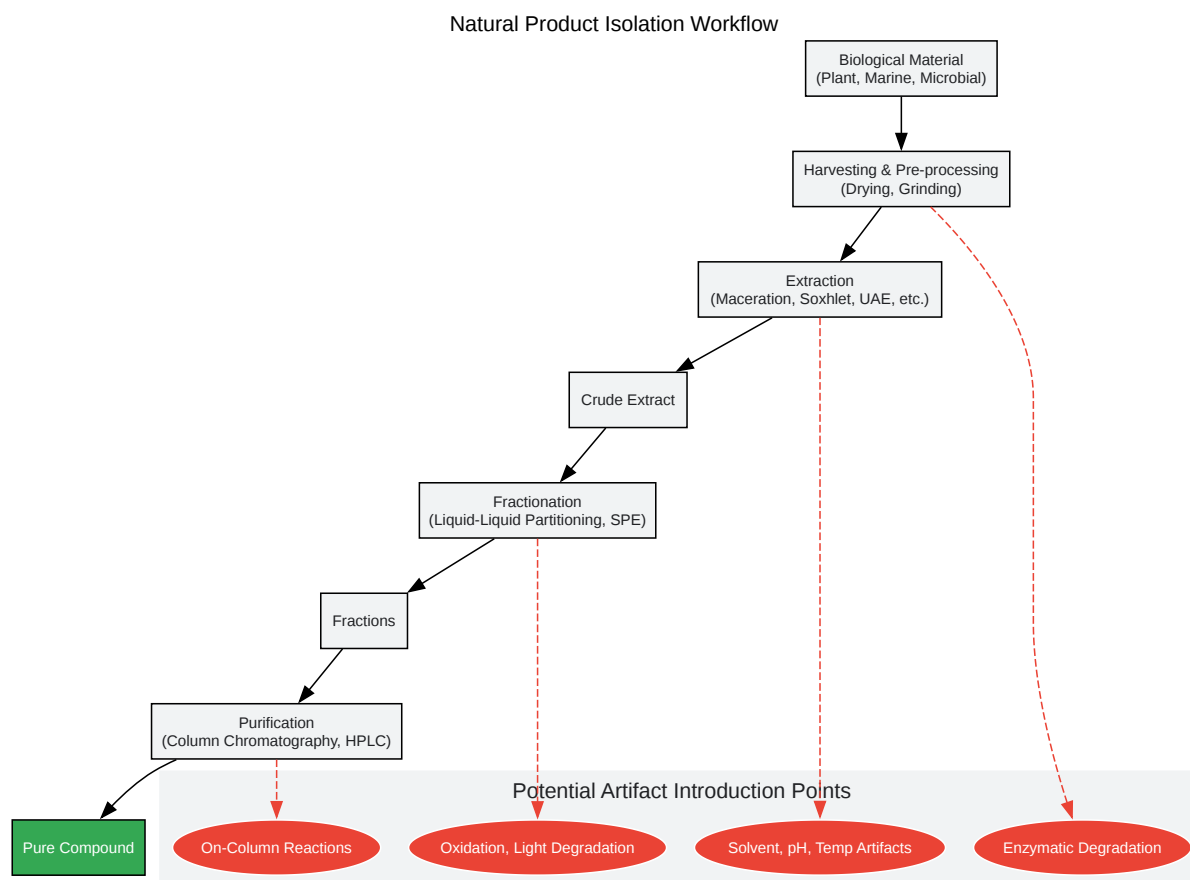 Natural Product Isolation Workflow
Biological Material
(Plant, Marine, Microbial)
Harvesting & Pre-processing
(Drying, Grinding)
Extraction
(Maceration, Soxhlet, UAE, etc.)
Crude Extract
Fractionation
(Liquid-Liquid Partitioning, SPE)
Fractions
Purification
(Column Chromatography, HPLC)
Potential Artifact Introduction Points
Pure Compound
On-Column Reactions
Oxidation, Light Degradation
Solvent, pH, Temp Artifacts
Enzymatic Degradation